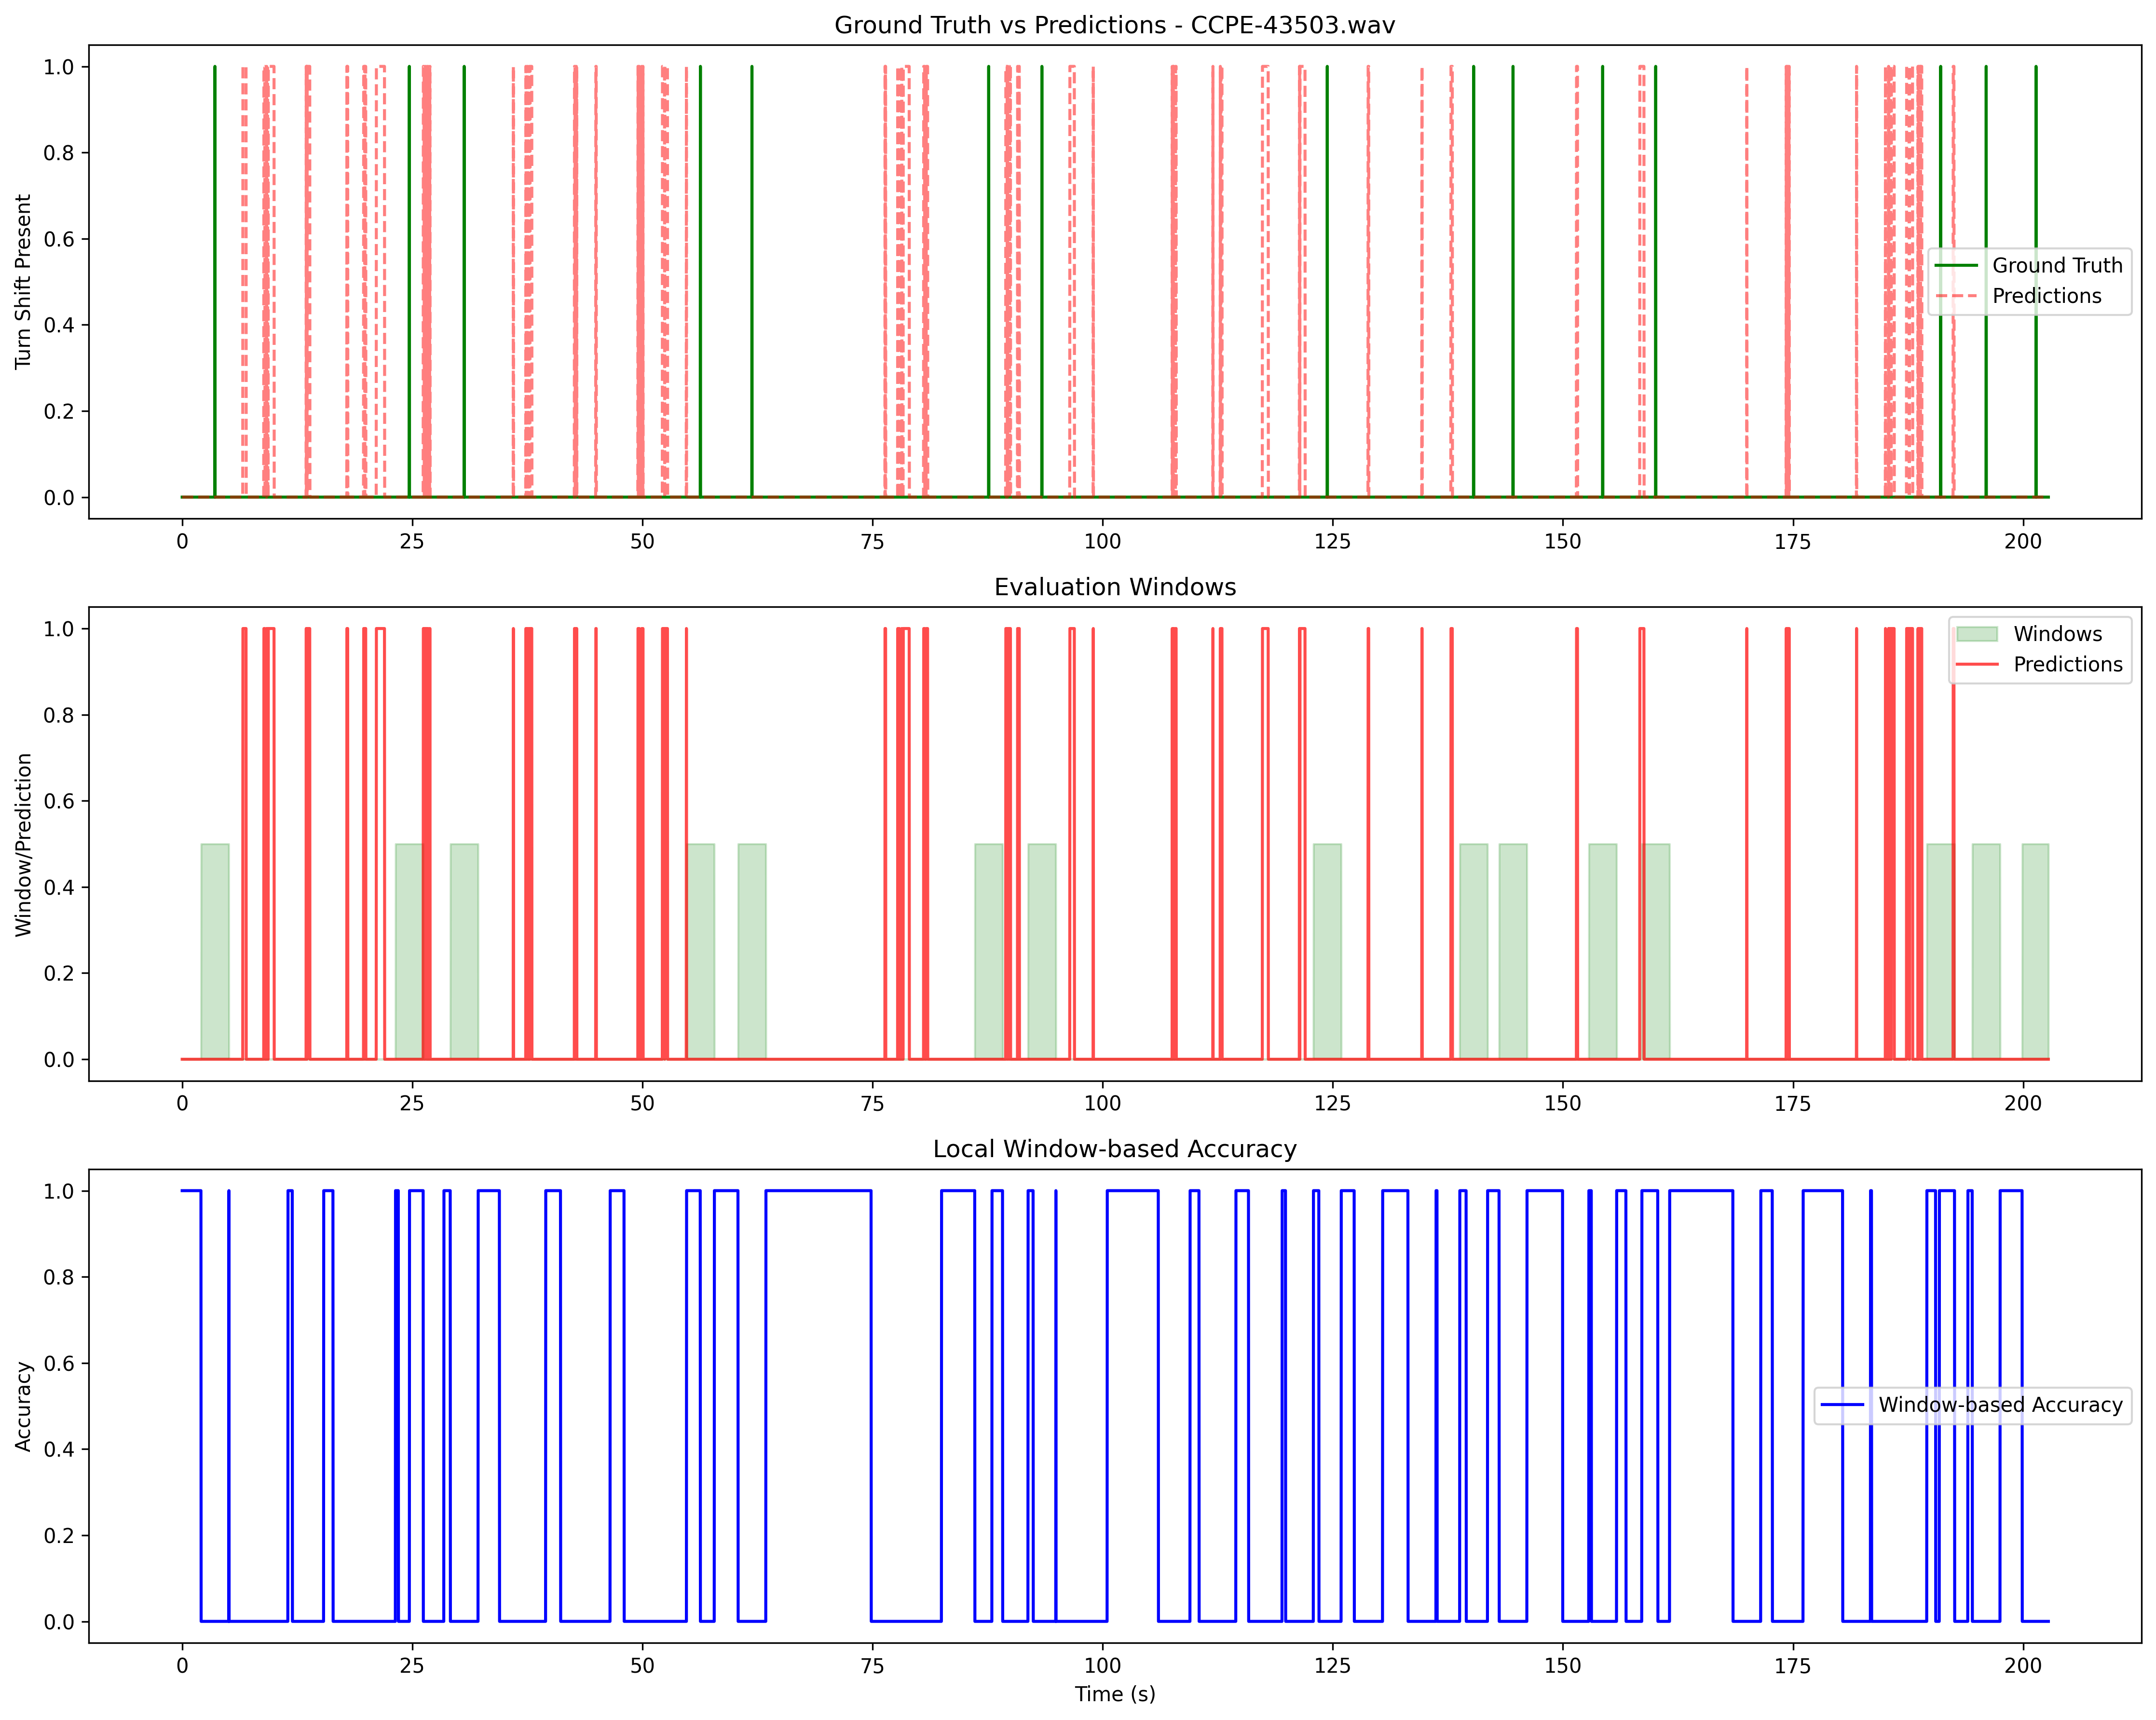 Ground Truth vs Predictions - CCPE-43503.wav
1.0
0.8
0.6
0.4
0.2
0.0
Turn Shift Present
Ground Truth
Predictions
0 25 50 75 100 125 150 175 200
Evaluation Windows
1.0
0.8
0.6
0.4
0.2
0.0
Window/Prediction
Windows
Predictions
0 25 50 75 100 125 150 175 200
Local Window-based Accuracy
1.0
0.8
0.6
0.4
0.2
0.0
Accuracy
Window-based Accuracy
0 25 50 75 100 125 150 175 200
Time (s)